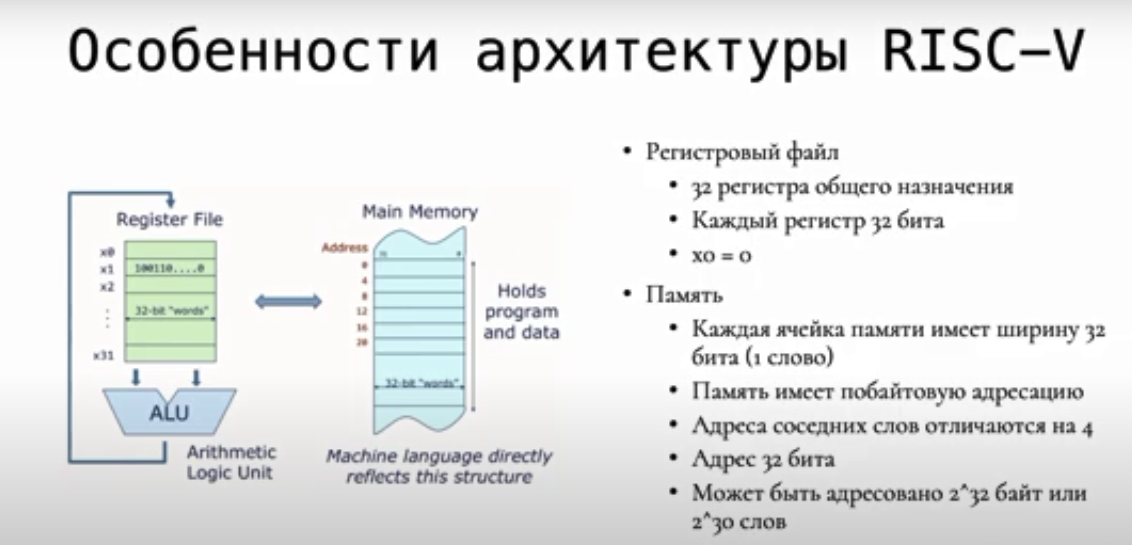 Особенности архитектуры RISC–V
Register File
x0
x1
100110....0
x2
32-bit "words"
x31
ALU
Arithmetic
Logic Unit
Main Memory
Address
31
0
0
4
8
12
16
20
32-bit "words"
Holds
program
and data
Machine language directly
reflects this structure
• Регистровый файл
• 32 регистра общего назначения
• Каждый регистр 32 бита
• x0 = 0
• Память
• Каждая ячейка памяти имеет ширину 32
бита (1 слово)
• Память имеет побайтовую адресацию
• Адреса соседних слов отличаются на 4
• Адрес 32 бита
• Может быть адресовано 2^32 байт или
2^30 слов